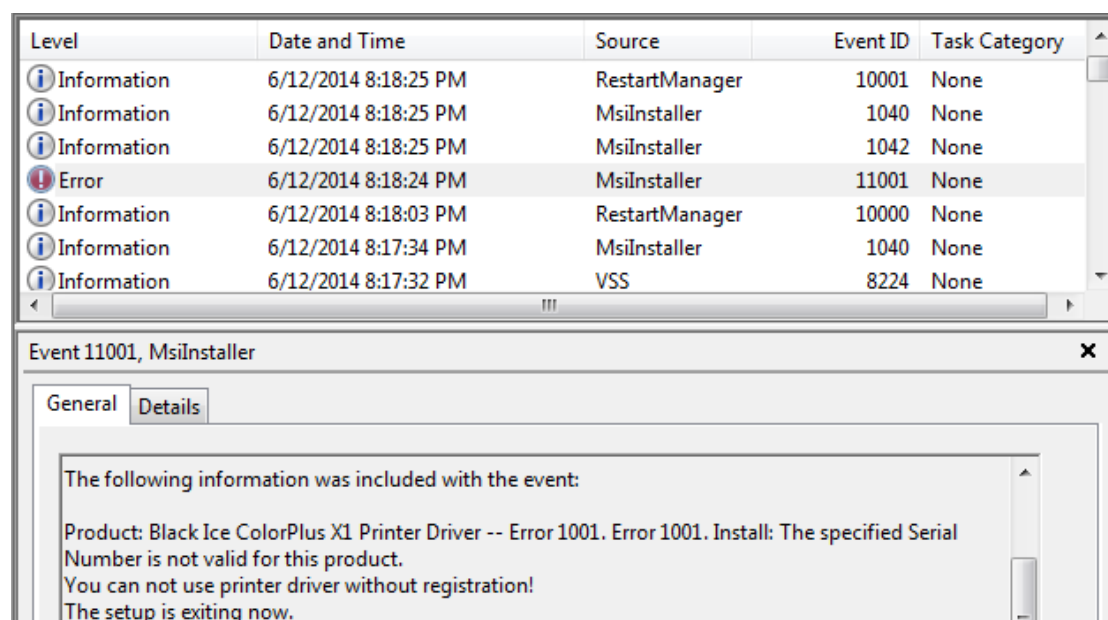 Level Date and Time Source Event ID Task Category
Information 6/12/2014 8:18:25 PM RestartManager 10001 None
Information 6/12/2014 8:18:25 PM MsiInstaller 1040 None
Information 6/12/2014 8:18:25 PM MsiInstaller 1042 None
Error 6/12/2014 8:18:24 PM MsiInstaller 11001 None
Information 6/12/2014 8:18:03 PM RestartManager 10000 None
Information 6/12/2014 8:17:34 PM MsiInstaller 1040 None
Information 6/12/2014 8:17:32 PM VSS 8224 None
Event 11001, MsiInstaller
General Details
The following information was included with the event:
Product: Black Ice ColorPlus X1 Printer Driver -- Error 1001. Error 1001. Install: The specified Serial
Number is not valid for this product.
You can not use printer driver without registration!
The setup is exiting now.